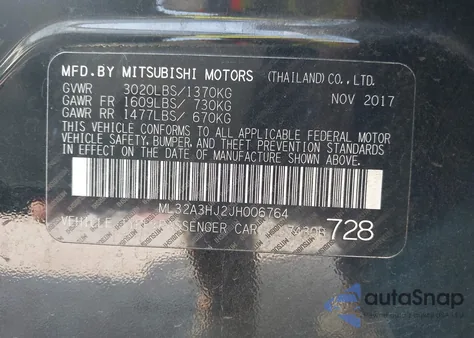 MFD.BY MITSUBISHI MOTORS (THAILAND) CO.,LTD.
GVWR 3020LBS/1370KG NOV 2017
GAWR FR 1609LBS/ 730KG
GAWR RR 1477LBS/ 670KG
THIS VEHICLE CONFORMS TO ALL APPLICABLE FEDERAL MOTOR
VEHICLE SAFETY, BUMPER, AND THEFT PREVENTION STANDARDS
IN EFFECT ON THE DATE OF MANUFACTURE SHOWN ABOVE.
ML32A3HJ2JH006764
VEHICLE PASSENGER CAR 728
autoSnap